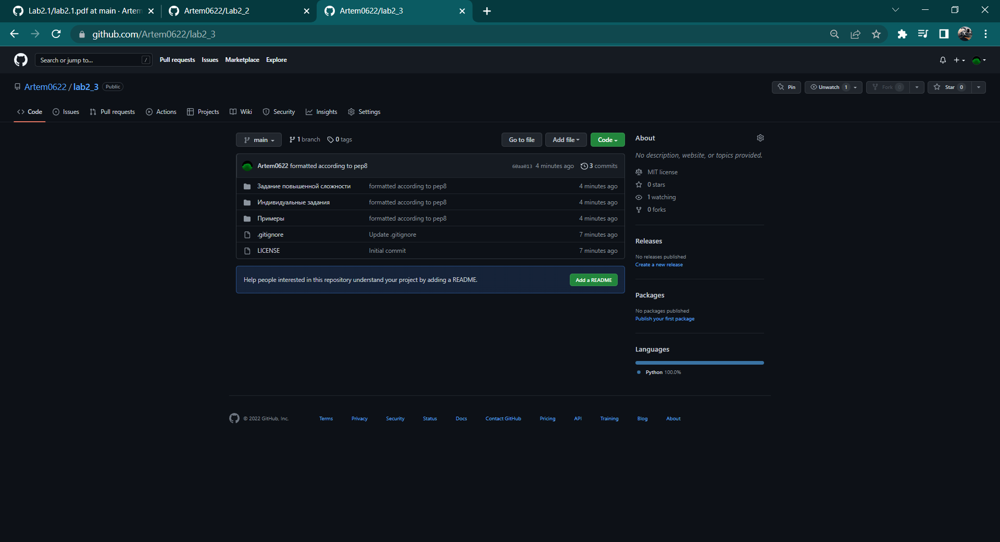 Lab2.1/lab2.1.pdf at main · Artem
Artem0622/Lab2_2
Artem0622/lab2_3
github.com/Artem0622/lab2_3
Search or jump to... /
Pull requests Issues Marketplace Explore
Artem0622 / lab2_3 Public
Pin Unwatch 1 Fork 0 Star 0
Code Issues Pull requests Actions Projects Wiki Security Insights Settings
main 1 branch 0 tags Go to file Add file Code
Artem0622 formatted according to pep8 60aa013 4 minutes ago 3 commits
Задание повышенной сложности formatted according to pep8 4 minutes ago
Индивидуальные задания formatted according to pep8 4 minutes ago
Примеры formatted according to pep8 4 minutes ago
.gitignore Update .gitignore 7 minutes ago
LICENSE Initial commit 7 minutes ago
Help people interested in this repository understand your project by adding a README. Add a README
About
No description, website, or topics provided.
MIT license
0 stars
1 watching
0 forks
Releases
No releases published
Create a new release
Packages
No packages published
Publish your first package
Languages
Python 100.0%
© 2022 GitHub, Inc. Terms Privacy Security Status Docs Contact GitHub Pricing API Training Blog About